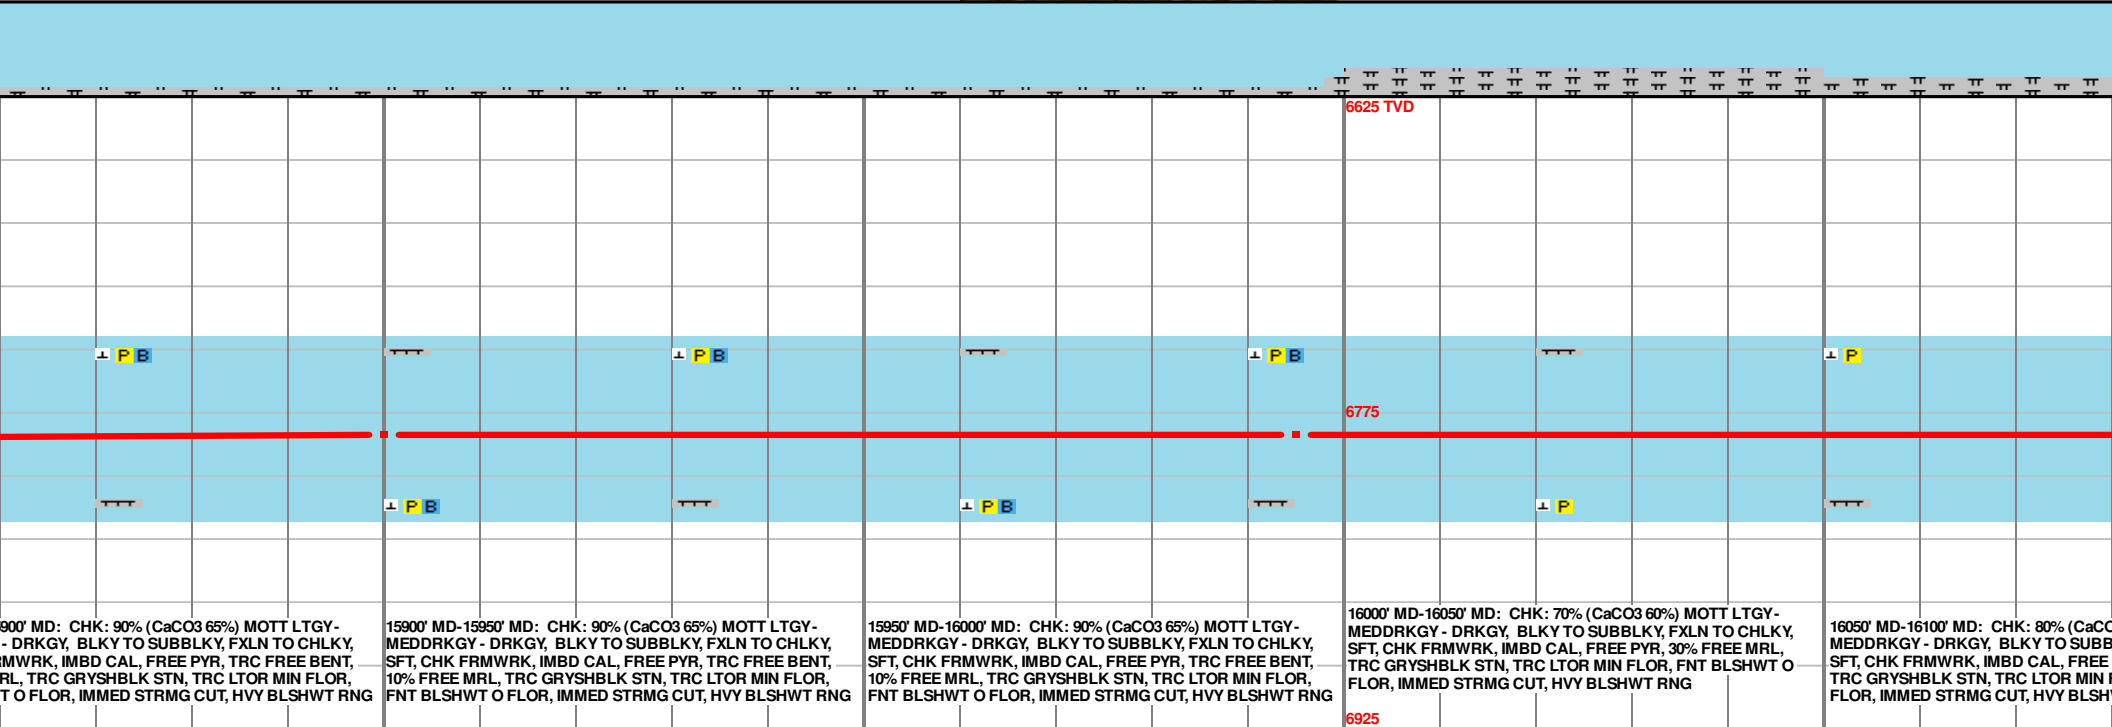 6625 TVD
P B
P B
P B
P
6775
P B
P B
P
900' MD: CHK: 90% (CaCO3 65%) MOTT LTGY-
- DRKGY, BLKY TO SUBBLKY, FXLN TO CHLKY,
RMWRK, IMBD CAL, FREE PYR, TRC FREE BENT,
RL, TRC GRYSHBLK STN, TRC LTOR MIN FLOR,
T O FLOR, IMMED STRMG CUT, HVY BLSHWT RNG
15900' MD-15950' MD: CHK: 90% (CaCO3 65%) MOTT LTGY-
MEDDRKGY - DRKGY, BLKY TO SUBBLKY, FXLN TO CHLKY,
SFT, CHK FRMWRK, IMBD CAL, FREE PYR, TRC FREE BENT,
10% FREE MRL, TRC GRYSHBLK STN, TRC LTOR MIN FLOR,
FNT BLSHWT O FLOR, IMMED STRMG CUT, HVY BLSHWT RNG
15950' MD-16000' MD: CHK: 90% (CaCO3 65%) MOTT LTGY-
MEDDRKGY - DRKGY, BLKY TO SUBBLKY, FXLN TO CHLKY,
SFT, CHK FRMWRK, IMBD CAL, FREE PYR, TRC FREE BENT,
10% FREE MRL, TRC GRYSHBLK STN, TRC LTOR MIN FLOR,
FNT BLSHWT O FLOR, IMMED STRMG CUT, HVY BLSHWT RNG
16000' MD-16050' MD: CHK: 70% (CaCO3 60%) MOTT LTGY-
MEDDRKGY - DRKGY, BLKY TO SUBBLKY, FXLN TO CHLKY,
SFT, CHK FRMWRK, IMBD CAL, FREE PYR, 30% FREE MRL,
TRC GRYSHBLK STN, TRC LTOR MIN FLOR, FNT BLSHWT O
FLOR, IMMED STRMG CUT, HVY BLSHWT RNG
16050' MD-16100' MD: CHK: 80% (CaCO
MEDDRKGY - DRKGY, BLKY TO SUBB
SFT, CHK FRMWRK, IMBD CAL, FREE
TRC GRYSHBLK STN, TRC LTOR MIN F
FLOR, IMMED STRMG CUT, HVY BLSH
6925